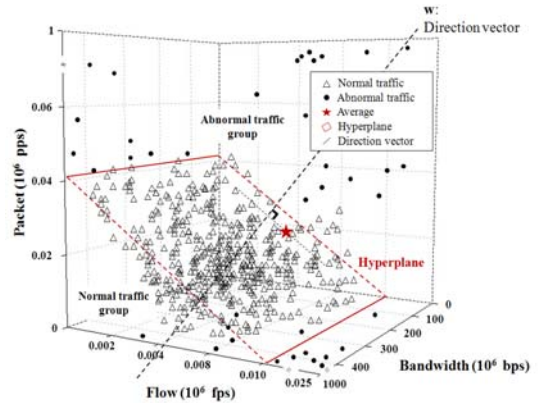 w:
Direction vector
1
0.06
0.04
0.02
0
Packet (10⁶ pps)
Normal traffic
Abnormal traffic
Average
Hyperplane
Direction vector
Abnormal traffic
group
Hyperplane
Normal traffic
group
0.002
0.004
0.008
0.010
0.025
Flow (10⁶ fps)
0
100
200
300
400
1000
Bandwidth (10⁶ bps)